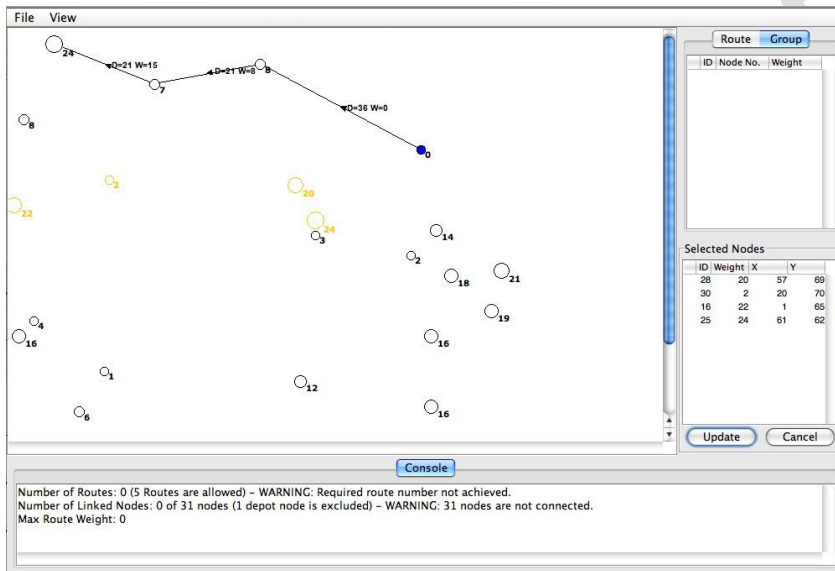 File View
Route Group
24
D=21 W=15
7
D=21 W=8
8
D=36 W=0
0
8
2
22
20
24
3
14
2
18
21
19
4
16
16
1
12
6
16
ID Node No. Weight
Selected Nodes
ID Weight X Y
28 20 57 69
30 2 20 70
16 22 1 65
25 24 61 62
Update Cancel
Console
Number of Routes: 0 (5 Routes are allowed) – WARNING: Required route number not achieved.
Number of Linked Nodes: 0 of 31 nodes (1 depot node is excluded) – WARNING: 31 nodes are not connected.
Max Route Weight: 0